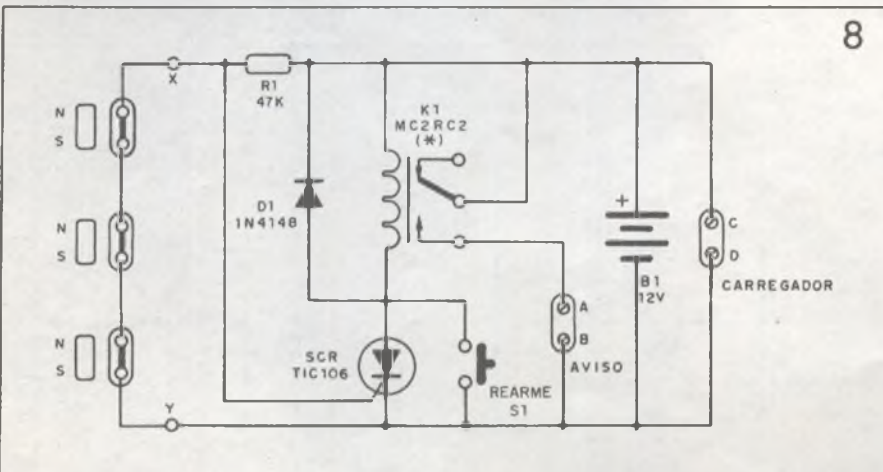 8
X
R1
47K
K1
MC2RC2
(*)
N
S
D1
1N4148
N
S
N
S
+
B1
12V
C
D
CARREGADOR
A
B
AVISO
SCR
TIC106
REARME
S1
Y